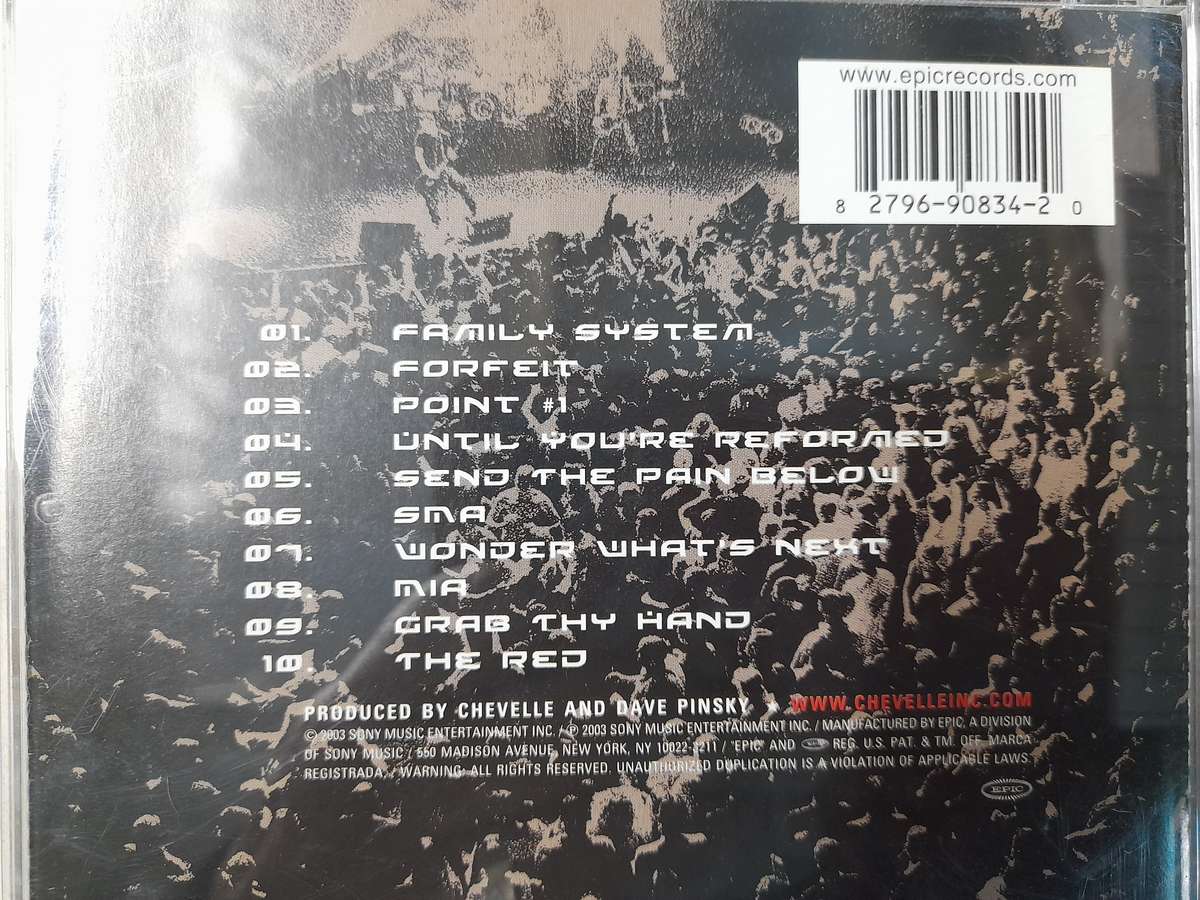 www.epicrecords.com
8 2796-90834-2 0
01. FAMILY SYSTEM
02. FORFEIT
03. POINT #1
04. UNTIL YOU'RE REFORMED
05. SEND THE PAIN BELOW
06. SMA
07. WONDER WHAT'S NEXT
08. MIA
09. GRAB THY HAND
10. THE RED
PRODUCED BY CHEVELLE AND DAVE PINSKY ★ WWW.CHEVELLEINC.COM
© 2003 SONY MUSIC ENTERTAINMENT INC. / ℗ 2003 SONY MUSIC ENTERTAINMENT INC. / MANUFACTURED BY EPIC, A DIVISION
OF SONY MUSIC / 550 MADISON AVENUE, NEW YORK, NY 10022-3211 / "EPIC" AND REG. U.S. PAT. & TM. OFF. MARCA
REGISTRADA. / WARNING: ALL RIGHTS RESERVED. UNAUTHORIZED DUPLICATION IS A VIOLATION OF APPLICABLE LAWS.
EPIC